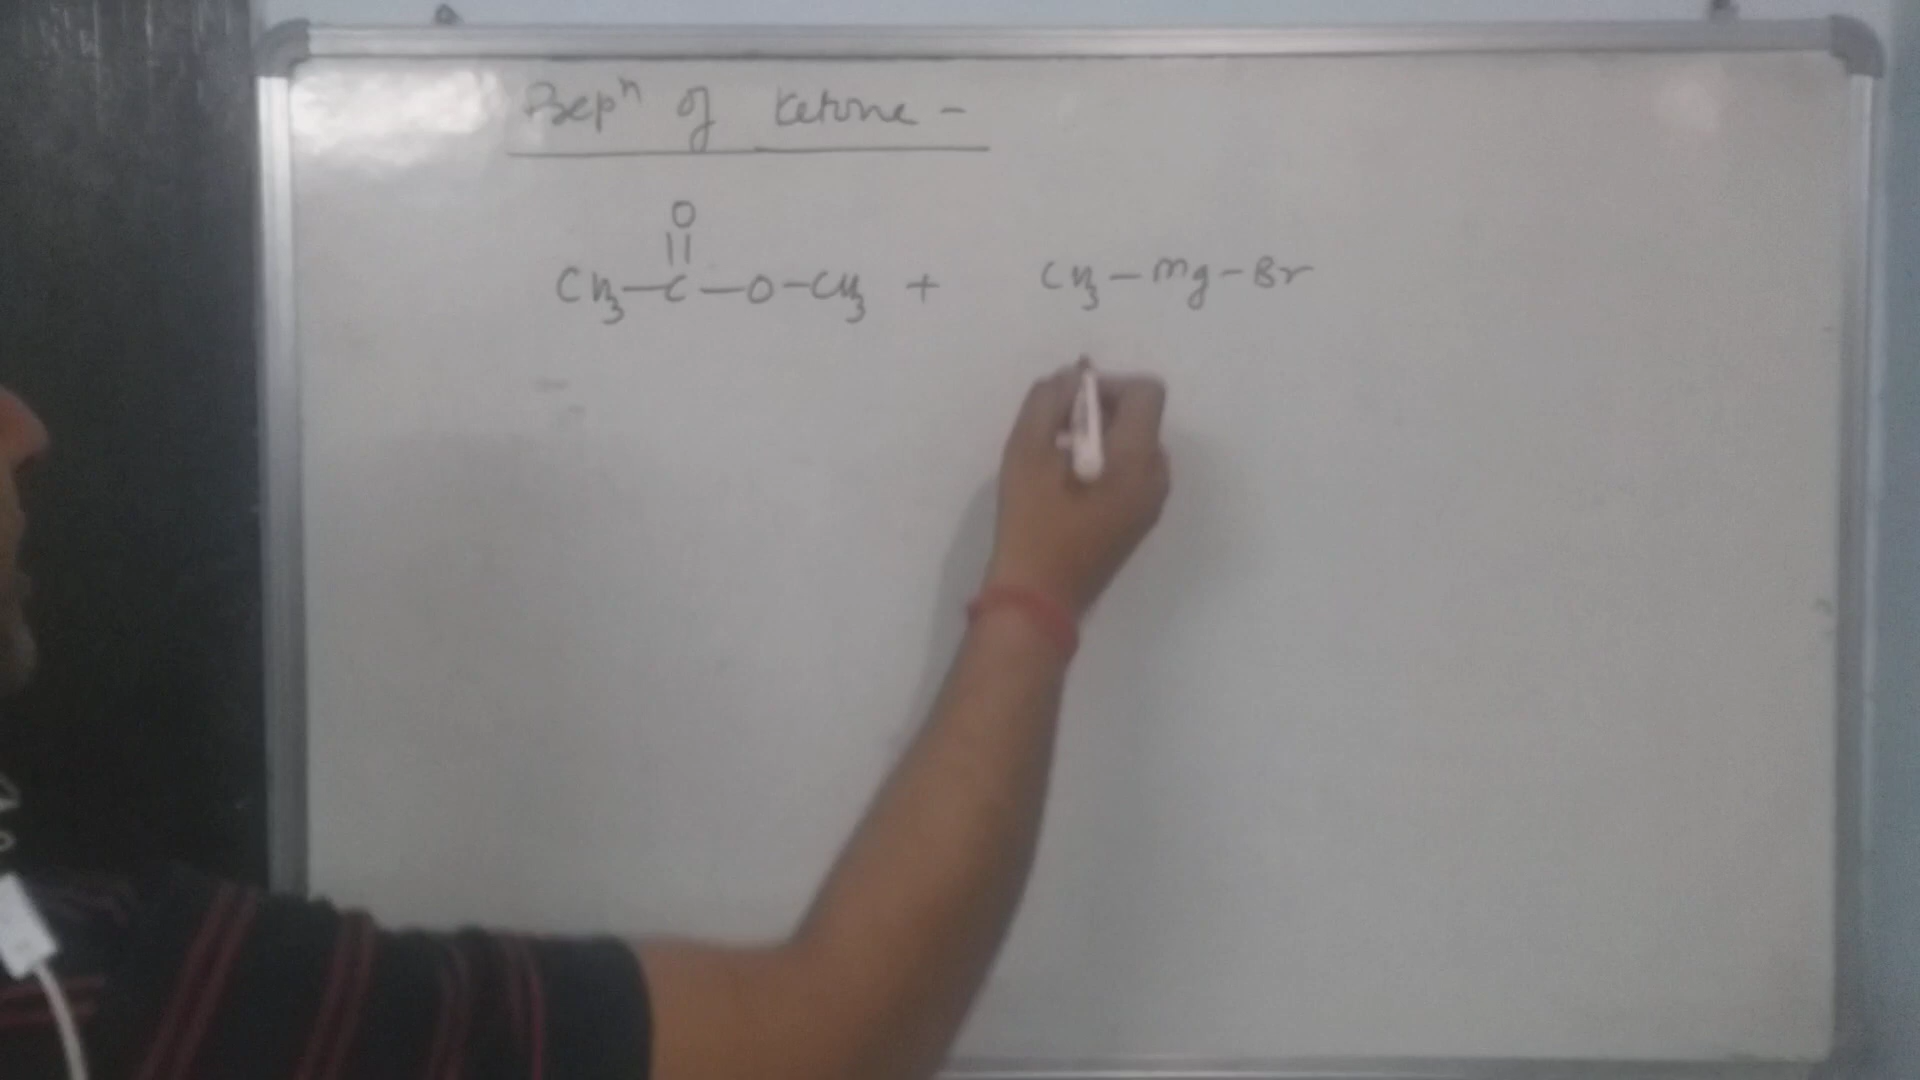 Prepⁿ of Ketone -
O
||
CH₃-C-O-CH₃ + CH₃-Mg-Br